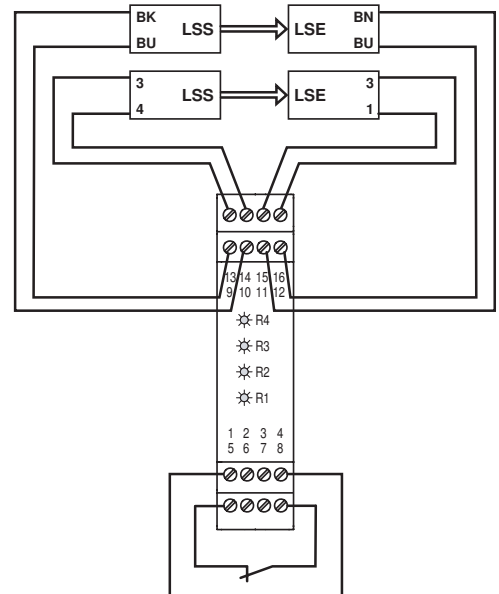 BK LSS LSE BN
BU BU
3 LSS LSE 3
4 1
13 14 15 16
9 10 11 12
R4
R3
R2
R1
1 2 3 4
5 6 7 8